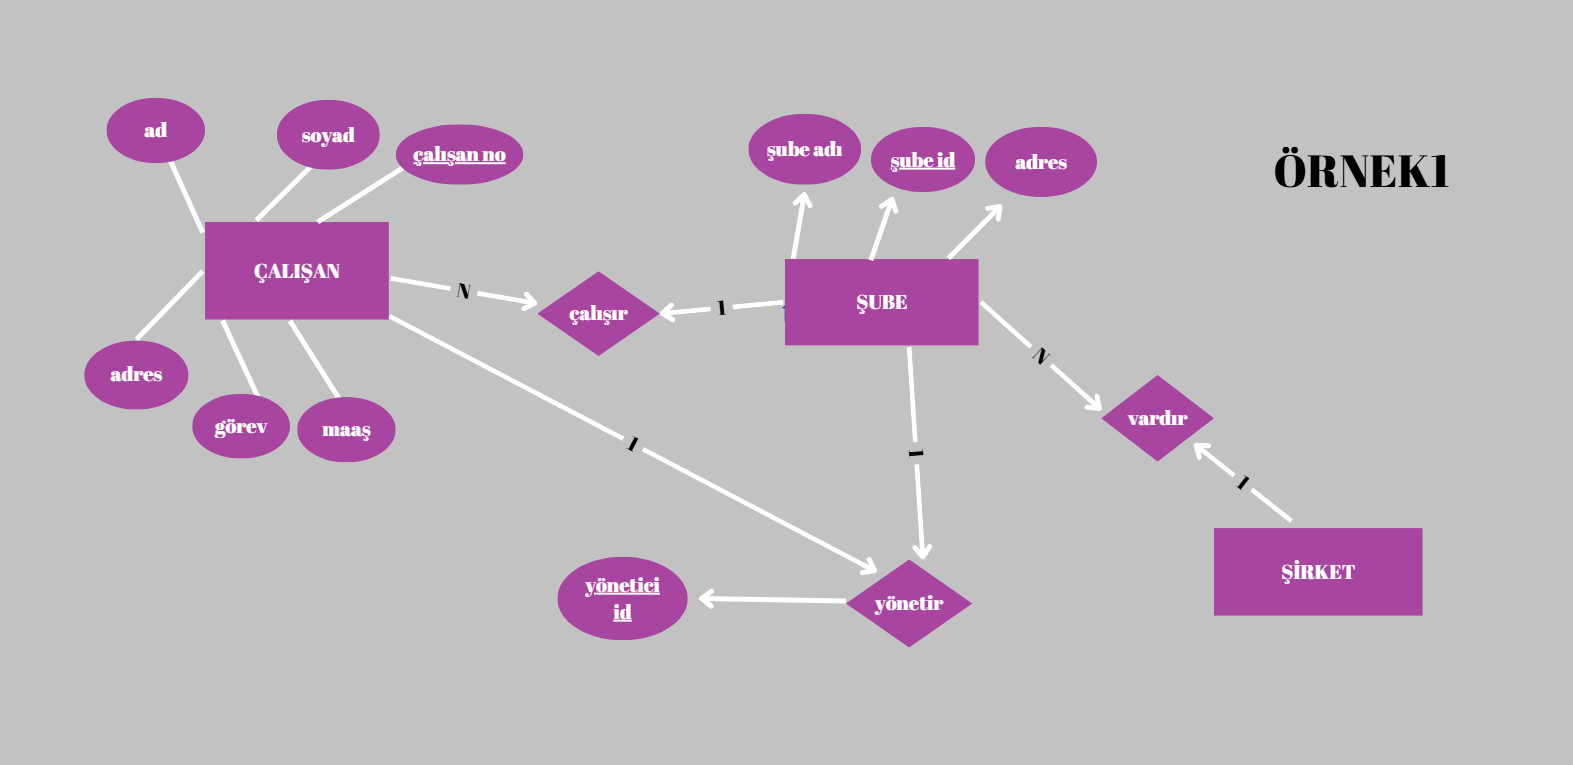 ÖRNEK1
ad
soyad
çalışan no
ÇALIŞAN
adres
görev
maaş
N
çalışır
1
şube adı
şube id
adres
ŞUBE
N
vardır
1
ŞİRKET
1
1
yönetir
yönetici
id